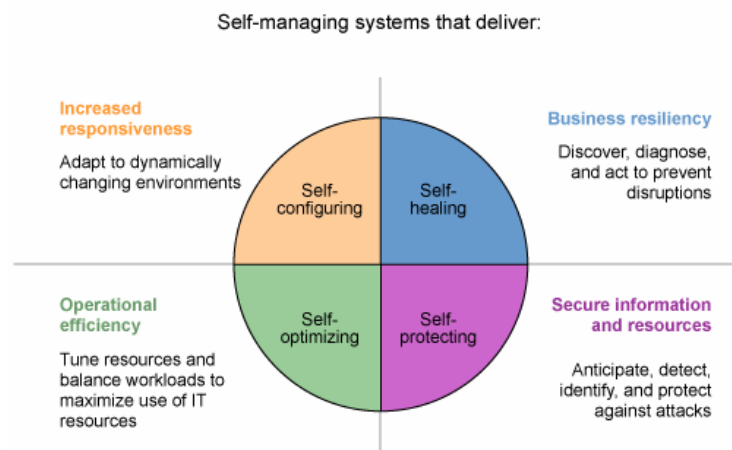 Self-managing systems that deliver:
Increased
responsiveness
Adapt to dynamically
changing environments
Business resiliency
Discover, diagnose,
and act to prevent
disruptions
Self-
configuring
Self-
healing
Self-
optimizing
Self-
protecting
Operational
efficiency
Tune resources and
balance workloads to
maximize use of IT
resources
Secure information
and resources
Anticipate, detect,
identify, and protect
against attacks